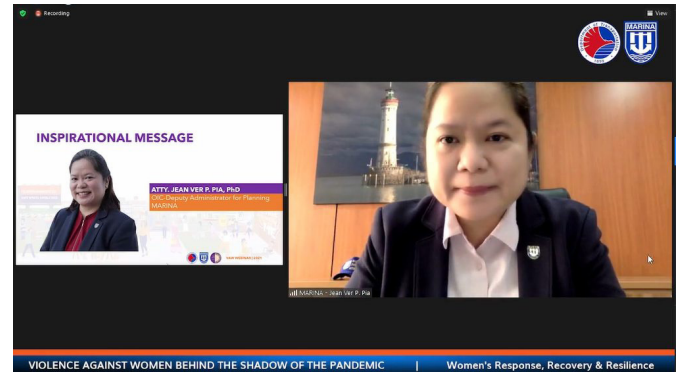 Recording
View
MARINA
INSPIRATIONAL MESSAGE
ATTY. JEAN VER P. PIA, PhD
OIC-Deputy Administrator for Planning
MARINA
MARINA - Jean Ver P. Pia
VIOLENCE AGAINST WOMEN BEHIND THE SHADOW OF THE PANDEMIC | Women's Response, Recovery & Resilience